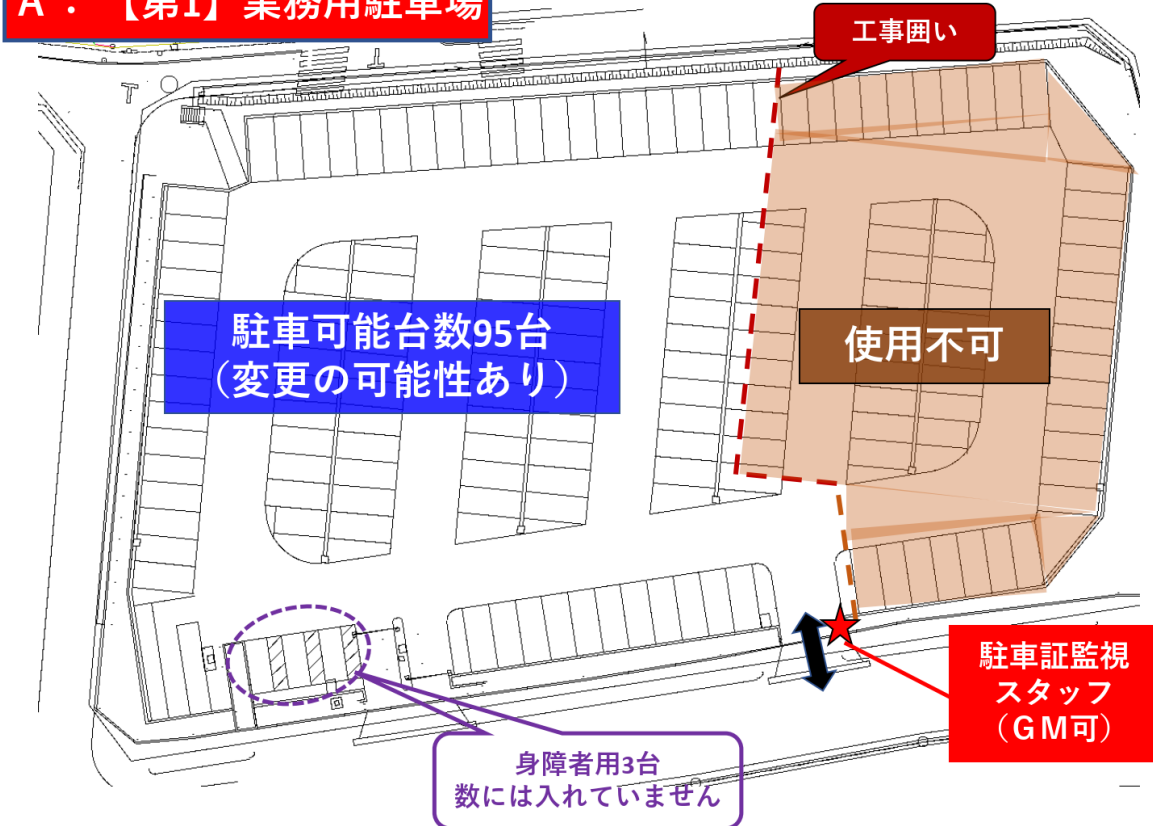 A：【第1】業務用駐車場
工事囲い
駐車可能台数95台
（変更の可能性あり）
使用不可
駐車証監視
スタッフ
（ＧＭ可）
身障者用3台
数には入れていません